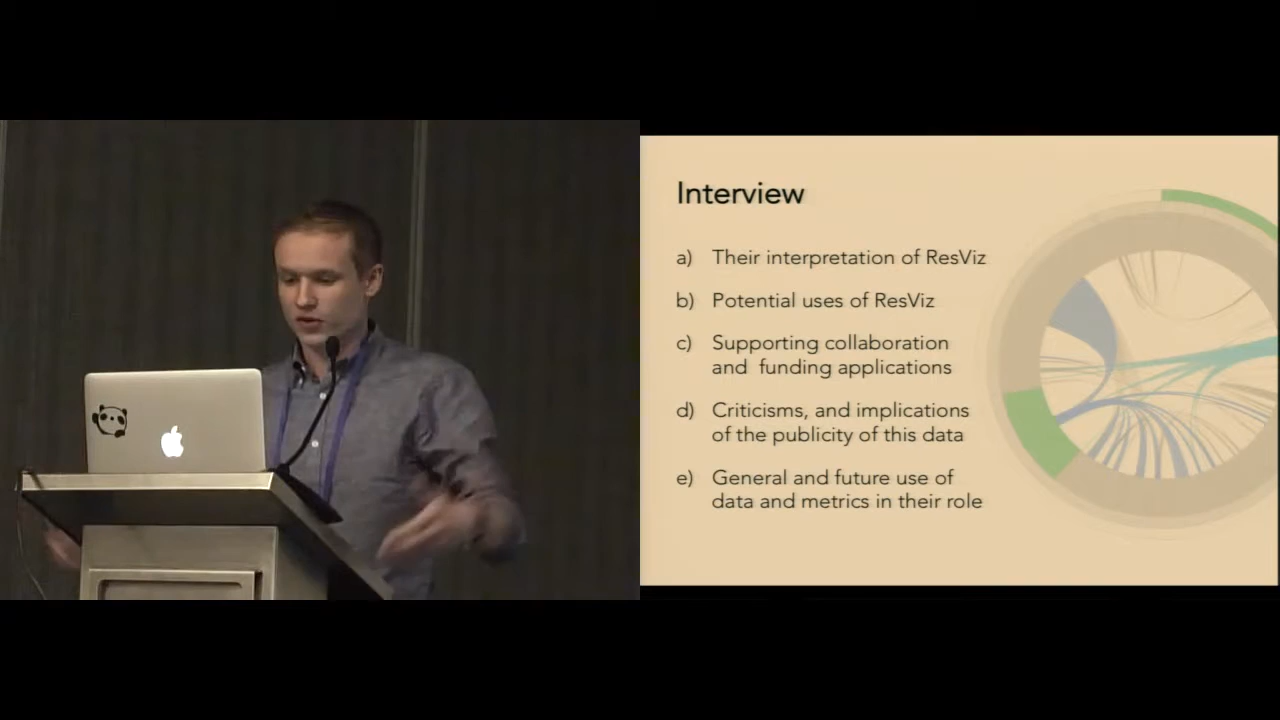 Interview
a) Their interpretation of ResViz
b) Potential uses of ResViz
c) Supporting collaboration
and funding applications
d) Criticisms, and implications
of the publicity of this data
e) General and future use of
data and metrics in their role